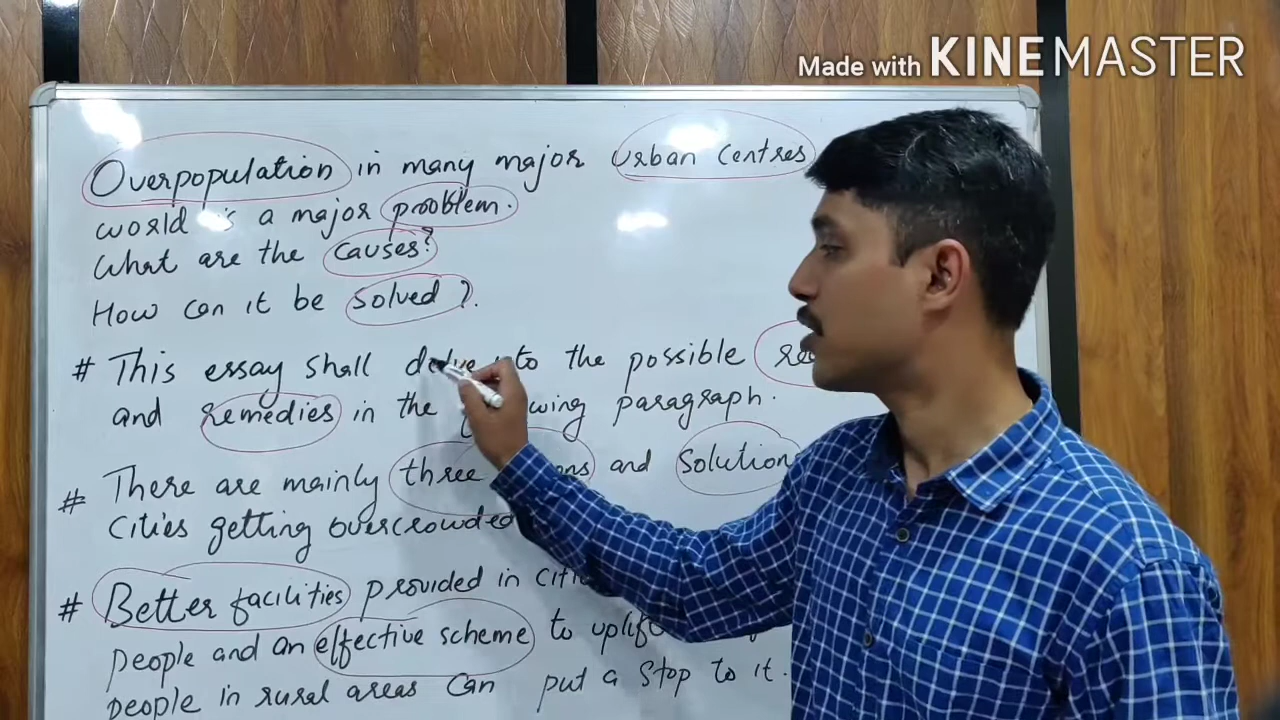 Made with KINEMASTER
Overpopulation in many major urban centres
world is a major problem.
What are the causes?
How can it be solved?.
# This essay shall delve to the possible
and remedies in the paragraph.
# There are mainly three and solution
cities getting overcrowded
# Better facilities provided in
people and an effective scheme to uplift
people in rural areas can put a stop to it.